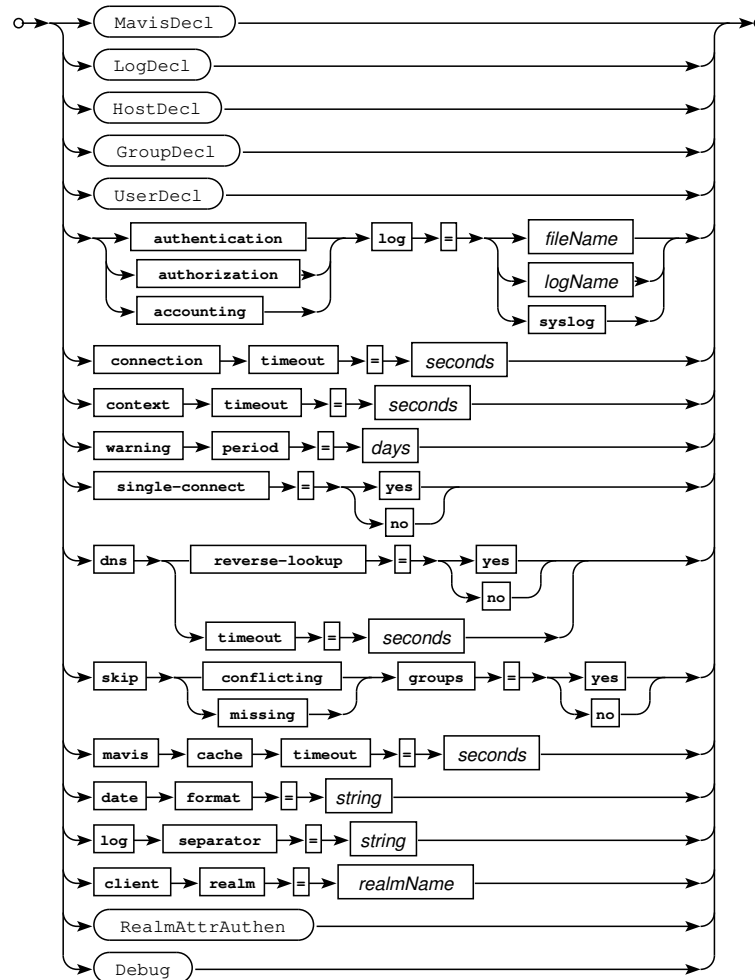 MavisDecl
LogDecl
HostDecl
GroupDecl
UserDecl
authentication log = fileName
authorization logName
accounting syslog
connection timeout = seconds
context timeout = seconds
warning period = days
single-connect = yes
no
dns reverse-lookup = yes
no
timeout = seconds
skip conflicting groups = yes
missing no
mavis cache timeout = seconds
date format = string
log separator = string
client realm = realmName
RealmAttrAuthen
Debug